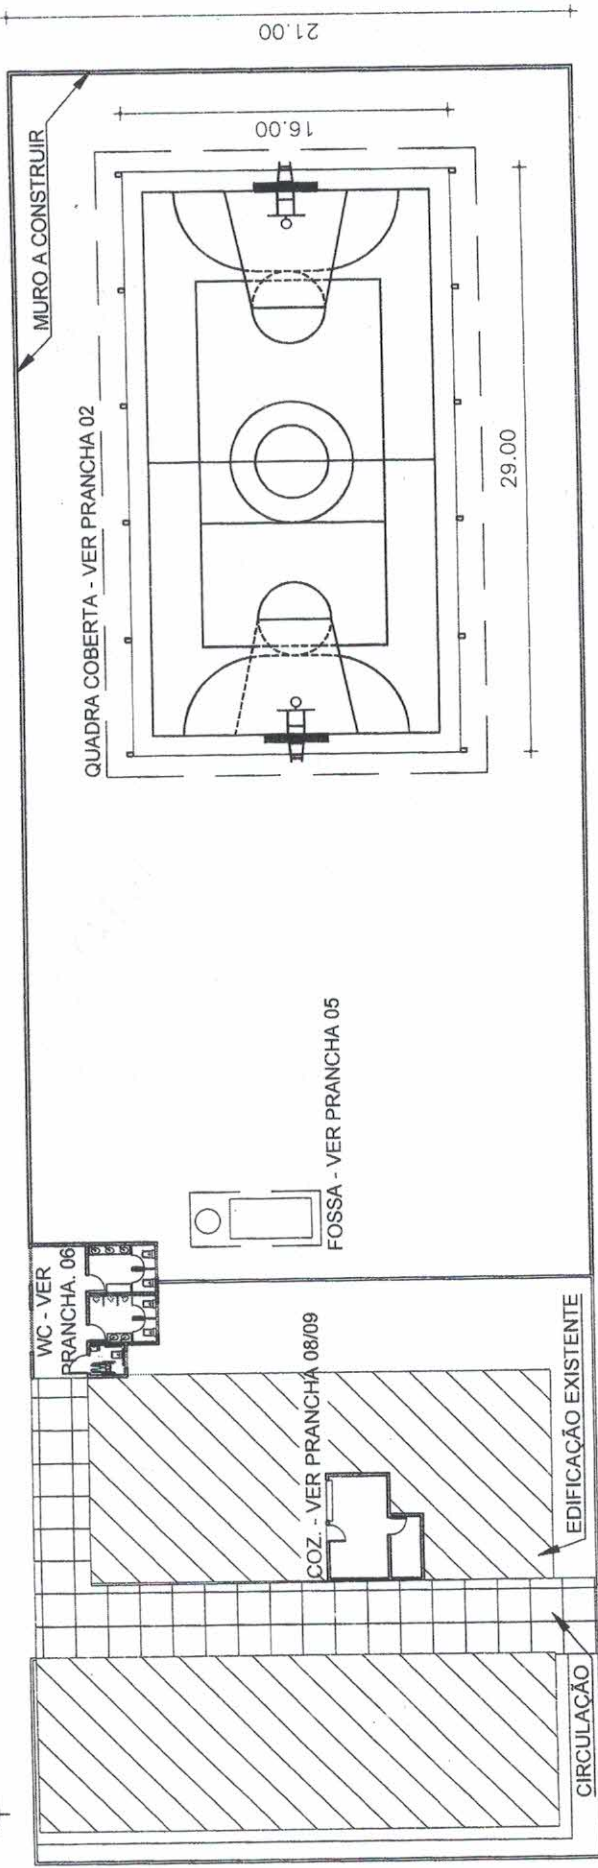 21.00
MURO A CONSTRUIR
16.00
QUADRA COBERTA - VER PRANCHA 02
29.00
FOSSA - VER PRANCHA 05
WC - VER
PRANCHA. 06
COZ. - VER PRANCHA 08/09
EDIFICAÇÃO EXISTENTE
CIRCULAÇÃO